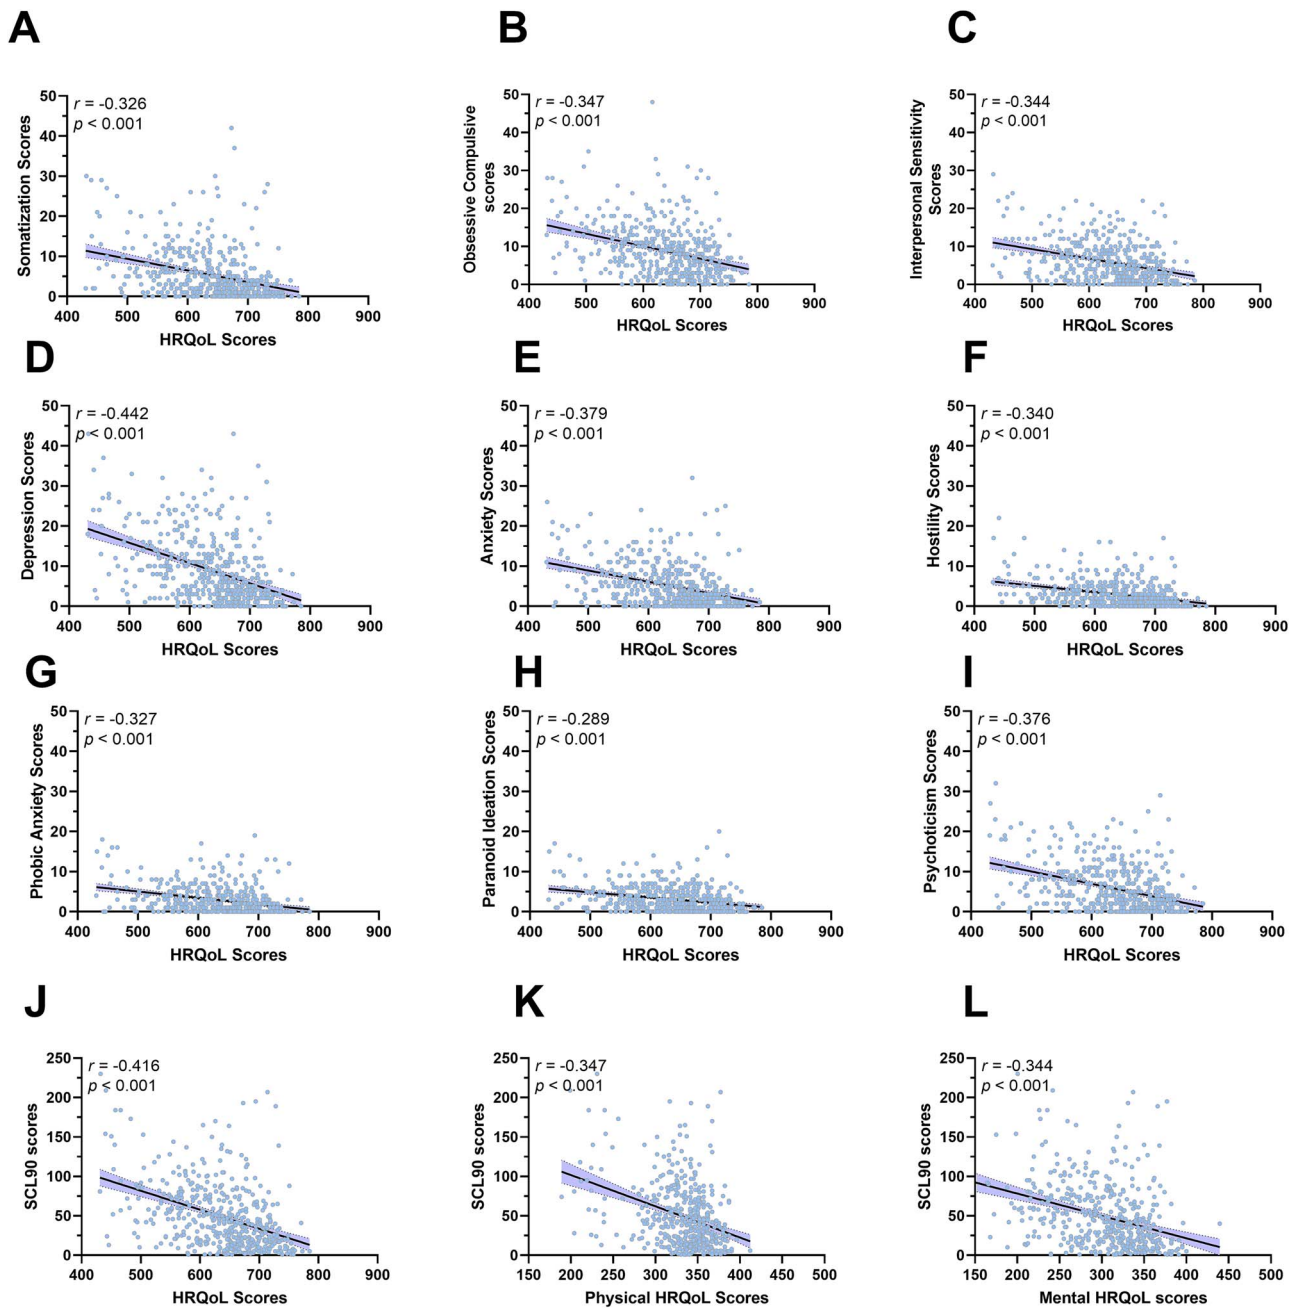 A
B
C
r = -0.326
p < 0.001
Somatization Scores
50
40
30
20
10
0
400 500 600 700 800 900
HRQoL Scores
r = -0.347
p < 0.001
Obsessive Compulsive
scores
50
40
30
20
10
0
400 500 600 700 800 900
HRQoL Scores
r = -0.344
p < 0.001
Interpersonal Sensitivity
Scores
50
40
30
20
10
0
400 500 600 700 800 900
HRQoL Scores
D
E
F
r = -0.442
p < 0.001
Depression Scores
50
40
30
20
10
0
400 500 600 700 800 900
HRQoL Scores
r = -0.379
p < 0.001
Anxiety Scores
50
40
30
20
10
0
400 500 600 700 800 900
HRQoL Scores
r = -0.340
p < 0.001
Hostility Scores
50
40
30
20
10
0
400 500 600 700 800 900
HRQoL Scores
G
H
I
r = -0.327
p < 0.001
Phobic Anxiety Scores
50
40
30
20
10
0
400 500 600 700 800 900
HRQoL Scores
r = -0.289
p < 0.001
Paranoid Ideation Scores
50
40
30
20
10
0
400 500 600 700 800 900
HRQoL Scores
r = -0.376
p < 0.001
Psychoticism Scores
50
40
30
20
10
0
400 500 600 700 800 900
HRQoL Scores
J
K
L
r = -0.416
p < 0.001
SCL90 scores
250
200
150
100
50
0
400 500 600 700 800 900
HRQoL Scores
r = -0.347
p < 0.001
SCL90 scores
250
200
150
100
50
0
150 200 250 300 350 400 450 500
Physical HRQoL Scores
r = -0.344
p < 0.001
SCL90 scores
250
200
150
100
50
0
150 200 250 300 350 400 450 500
Mental HRQoL scores